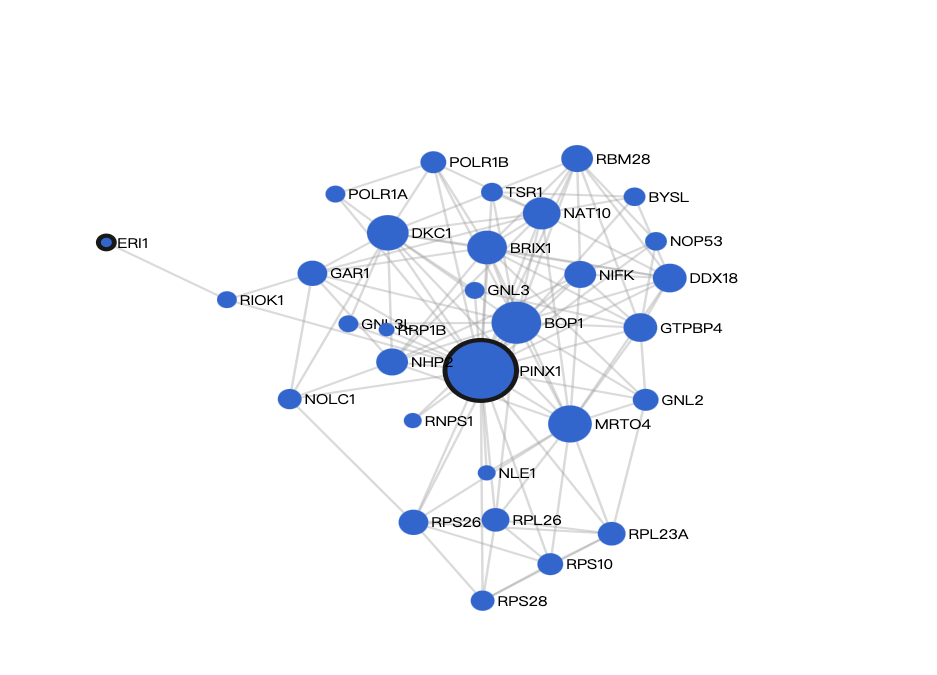 RBM28
POLR1B
TSR1
POLR1A
BYSL
NAT10
DKC1
ERI1
NOP53
BRIX1
GAR1
NIFK
DDX18
GNL3
RIOK1
BOP1
GNL3L
RRP1B
GTPBP4
NHP2
PINX1
NOLC1
GNL2
RNPS1
MRTO4
NLE1
RPS26
RPL26
RPL23A
RPS10
RPS28